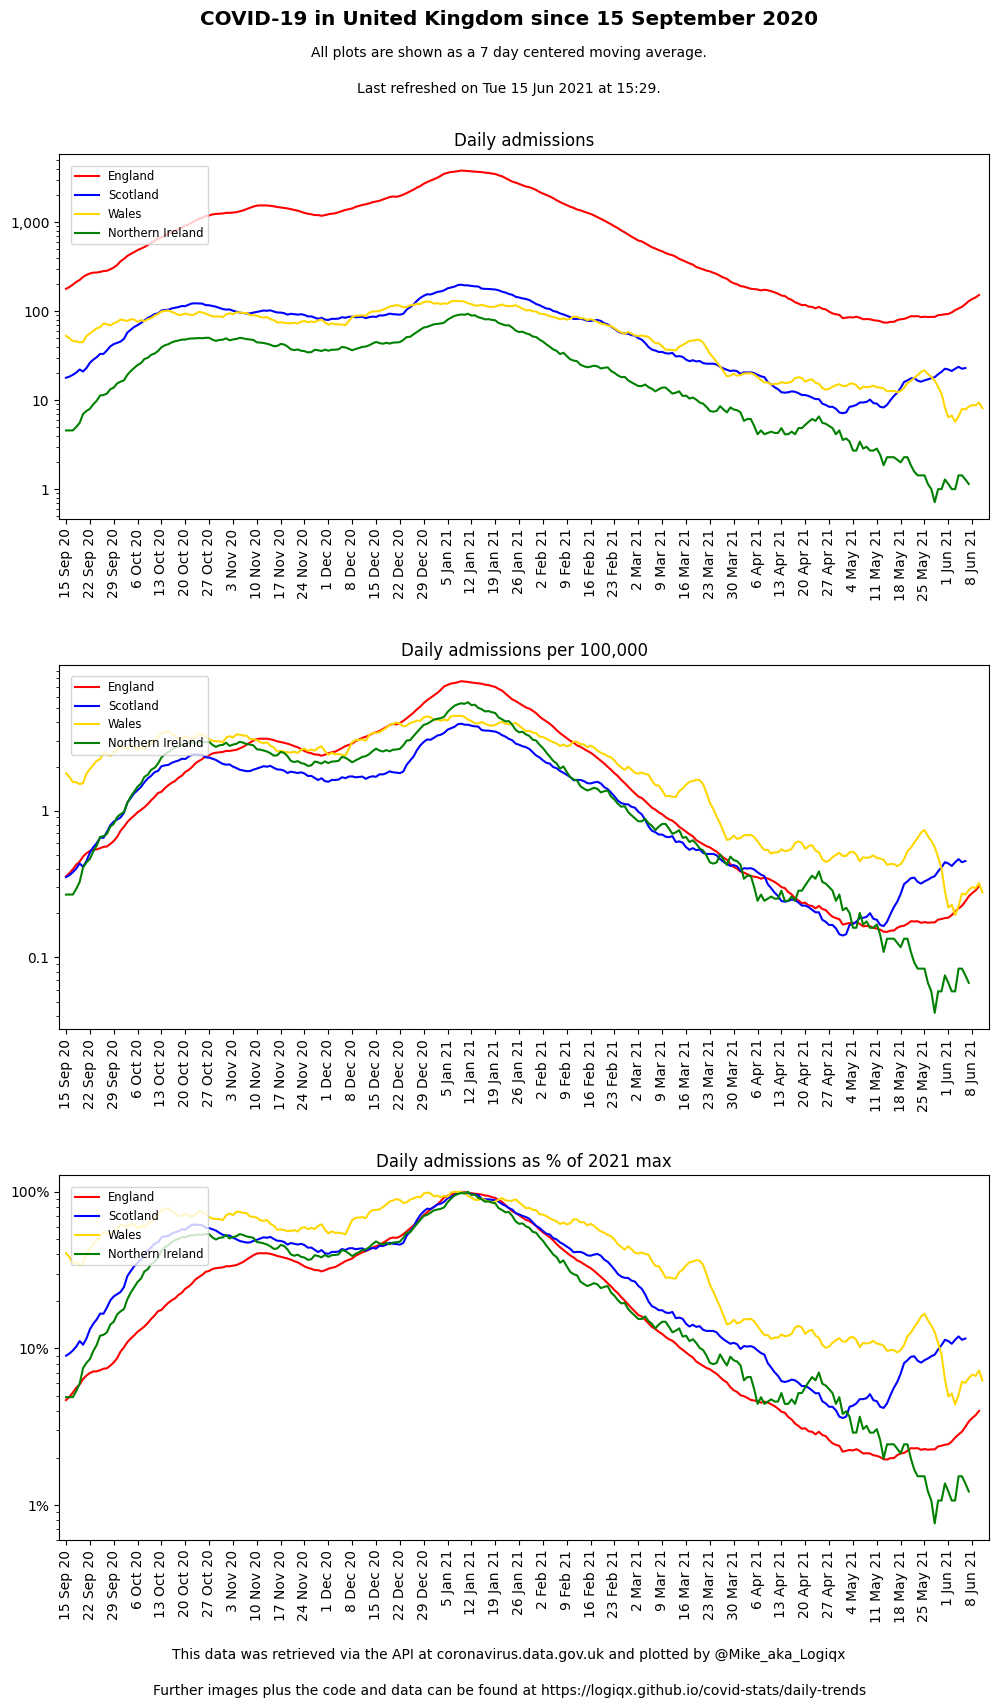 COVID-19 in United Kingdom since 15 September 2020
All plots are shown as a 7 day centered moving average.
Last refreshed on Tue 15 Jun 2021 at 15:29.
Daily admissions
England
Scotland
Wales
Northern Ireland
1,000
100
10
1
15 Sep 20
22 Sep 20
29 Sep 20
6 Oct 20
13 Oct 20
20 Oct 20
27 Oct 20
3 Nov 20
10 Nov 20
17 Nov 20
24 Nov 20
1 Dec 20
8 Dec 20
15 Dec 20
22 Dec 20
29 Dec 20
5 Jan 21
12 Jan 21
19 Jan 21
26 Jan 21
2 Feb 21
9 Feb 21
16 Feb 21
23 Feb 21
2 Mar 21
9 Mar 21
16 Mar 21
23 Mar 21
30 Mar 21
6 Apr 21
13 Apr 21
20 Apr 21
27 Apr 21
4 May 21
11 May 21
18 May 21
25 May 21
1 Jun 21
8 Jun 21
Daily admissions per 100,000
England
Scotland
Wales
Northern Ireland
1
0.1
15 Sep 20
22 Sep 20
29 Sep 20
6 Oct 20
13 Oct 20
20 Oct 20
27 Oct 20
3 Nov 20
10 Nov 20
17 Nov 20
24 Nov 20
1 Dec 20
8 Dec 20
15 Dec 20
22 Dec 20
29 Dec 20
5 Jan 21
12 Jan 21
19 Jan 21
26 Jan 21
2 Feb 21
9 Feb 21
16 Feb 21
23 Feb 21
2 Mar 21
9 Mar 21
16 Mar 21
23 Mar 21
30 Mar 21
6 Apr 21
13 Apr 21
20 Apr 21
27 Apr 21
4 May 21
11 May 21
18 May 21
25 May 21
1 Jun 21
8 Jun 21
Daily admissions as % of 2021 max
England
Scotland
Wales
Northern Ireland
100%
10%
1%
15 Sep 20
22 Sep 20
29 Sep 20
6 Oct 20
13 Oct 20
20 Oct 20
27 Oct 20
3 Nov 20
10 Nov 20
17 Nov 20
24 Nov 20
1 Dec 20
8 Dec 20
15 Dec 20
22 Dec 20
29 Dec 20
5 Jan 21
12 Jan 21
19 Jan 21
26 Jan 21
2 Feb 21
9 Feb 21
16 Feb 21
23 Feb 21
2 Mar 21
9 Mar 21
16 Mar 21
23 Mar 21
30 Mar 21
6 Apr 21
13 Apr 21
20 Apr 21
27 Apr 21
4 May 21
11 May 21
18 May 21
25 May 21
1 Jun 21
8 Jun 21
This data was retrieved via the API at coronavirus.data.gov.uk and plotted by @Mike_aka_Logiqx
Further images plus the code and data can be found at https://logiqx.github.io/covid-stats/daily-trends